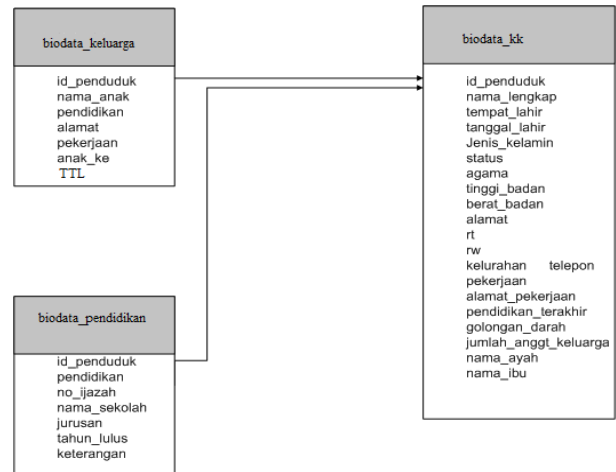 biodata_keluarga
id_penduduk
nama_anak
pendidikan
alamat
pekerjaan
anak_ke
TTL
biodata_pendidikan
id_penduduk
pendidikan
no_ijazah
nama_sekolah
jurusan
tahun_lulus
keterangan
biodata_kk
id_penduduk
nama_lengkap
tempat_lahir
tanggal_lahir
Jenis_kelamin
status
agama
tinggi_badan
berat_badan
alamat
rt
rw
kelurahan telepon
pekerjaan
alamat_pekerjaan
pendidikan_terakhir
golongan_darah
jumlah_anggt_keluarga
nama_ayah
nama_ibu